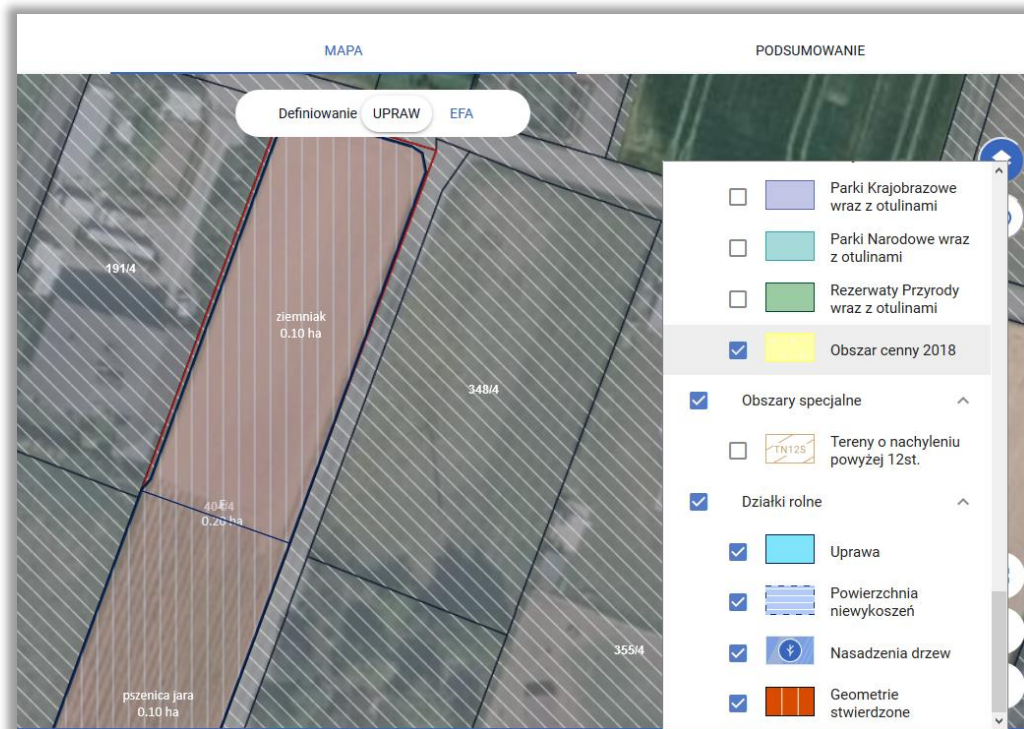 MAPA
PODSUMOWANIE
Definiowanie UPRAW EFA
191/4
ziemniak
0.10 ha
348/4
0.20 ha
355/4
pszenica jara
0.10 ha
Parki Krajobrazowe
wraz z otulinami
Parki Narodowe wraz
z otulinami
Rezerwaty Przyrody
wraz z otulinami
Obszar cenny 2018
Obszary specjalne
TN12S
Tereny o nachyleniu
powyżej 12st.
Działki rolne
Uprawa
Powierzchnia
niewykoszeń
Nasadzenia drzew
Geometrie
stwierdzone